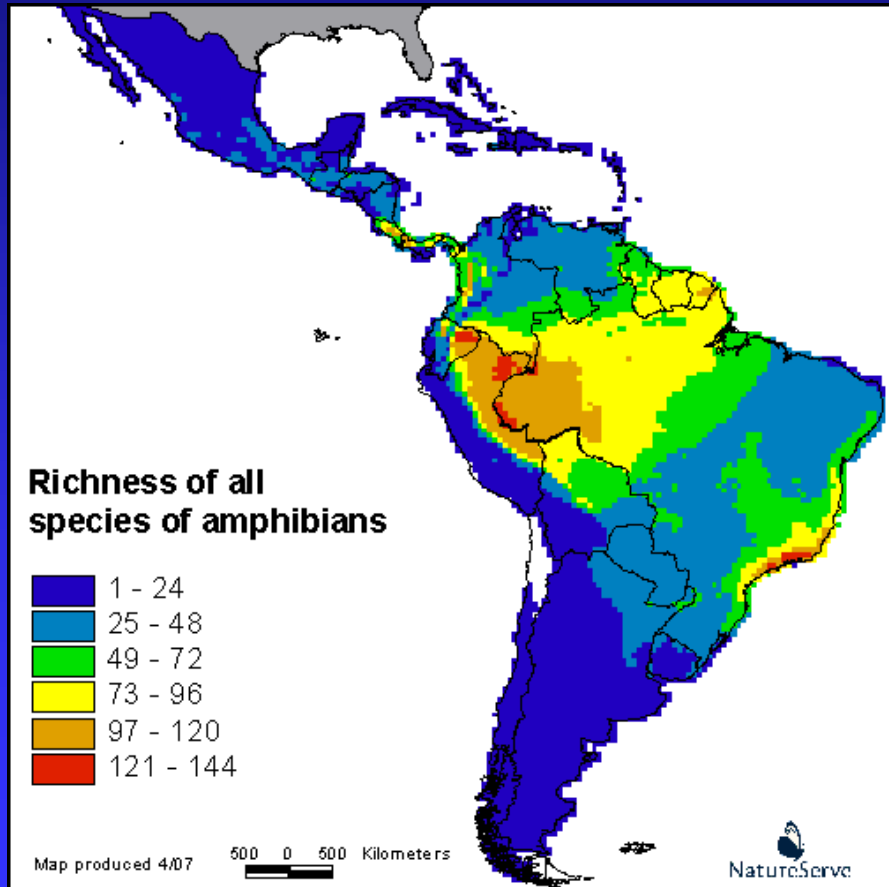 Richness of all
species of amphibians
1 - 24
25 - 48
49 - 72
73 - 96
97 - 120
121 - 144
Map produced 4/07
500 0 500 Kilometers
NatureServe